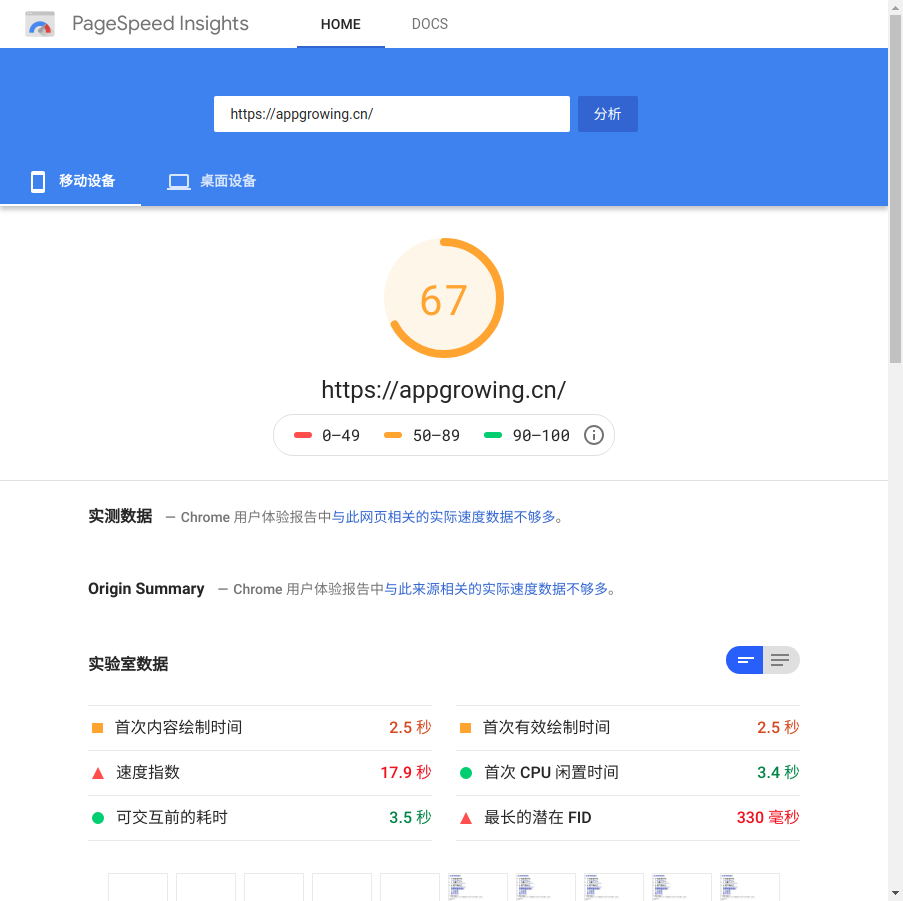 PageSpeed Insights HOME DOCS
https://appgrowing.cn/ 分析
移动设备 桌面设备
67
https://appgrowing.cn/
0–49 50–89 90–100
实测数据 — Chrome 用户体验报告中与此网页相关的实际速度数据不够多。
Origin Summary — Chrome 用户体验报告中与此来源相关的实际速度数据不够多。
实验室数据
首次内容绘制时间 2.5 秒 首次有效绘制时间 2.5 秒
速度指数 17.9 秒 首次 CPU 闲置时间 3.4 秒
可交互前的耗时 3.5 秒 最长的潜在 FID 330 毫秒